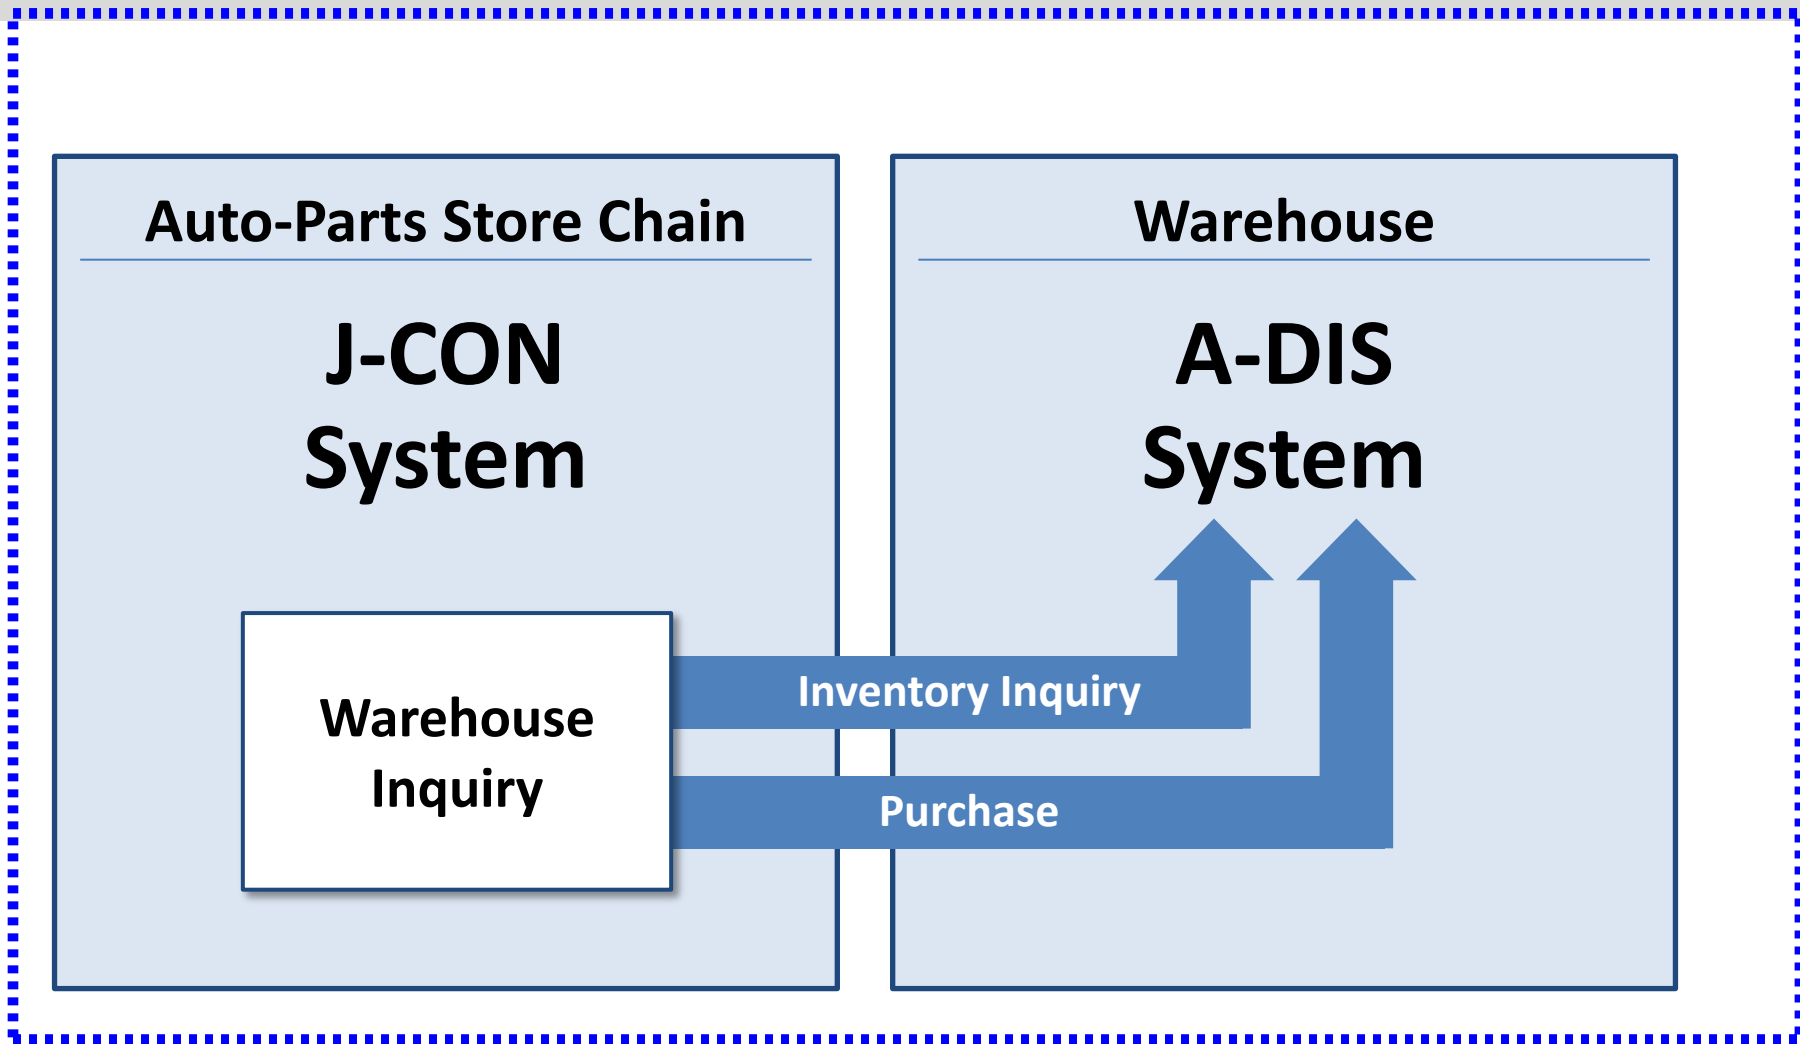 Auto-Parts Store Chain
J-CON
System
Warehouse
Inquiry
Warehouse
A-DIS
System
Inventory Inquiry
Purchase